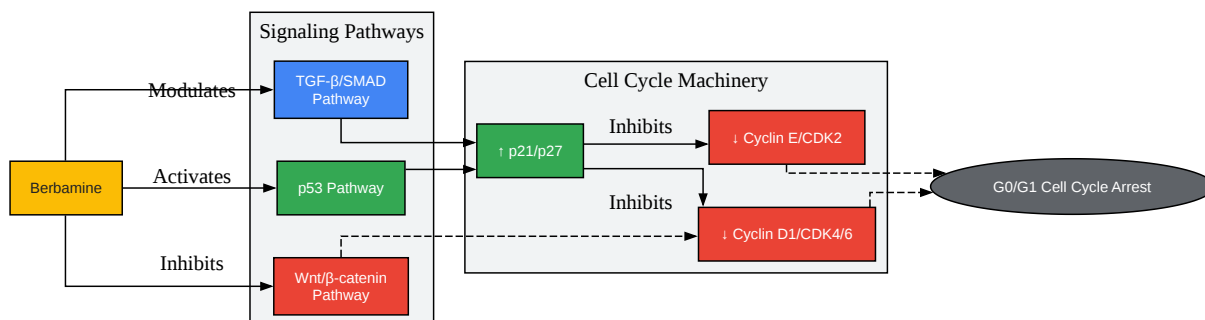 Signaling Pathways
Cell Cycle Machinery
Modulates
TGF-β/SMAD
Pathway
Berbamine
Activates
p53 Pathway
Inhibits
Wnt/β-catenin
Pathway
↑ p21/p27
Inhibits
↓ Cyclin E/CDK2
Inhibits
↓ Cyclin D1/CDK4/6
G0/G1 Cell Cycle Arrest